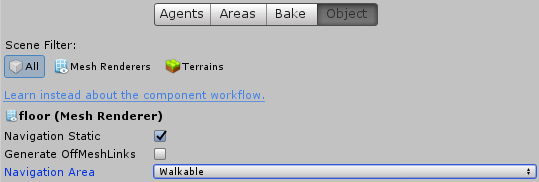 Agents Areas Bake Object
Scene Filter:
All Mesh Renderers Terrains
Learn instead about the component workflow.
floor (Mesh Renderer)
Navigation Static
Generate OffMeshLinks
Navigation Area Walkable